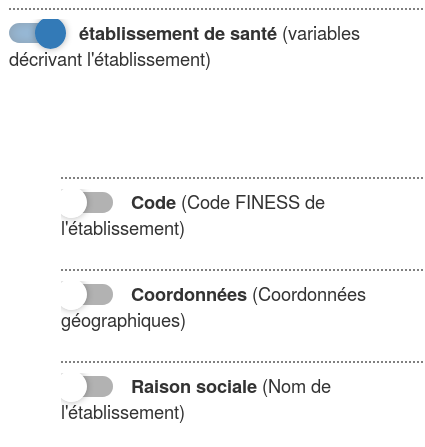 établissement de santé (variables
décrivant l'établissement)
Code (Code FINESS de
l'établissement)
Coordonnées (Coordonnées
géographiques)
Raison sociale (Nom de
l'établissement)